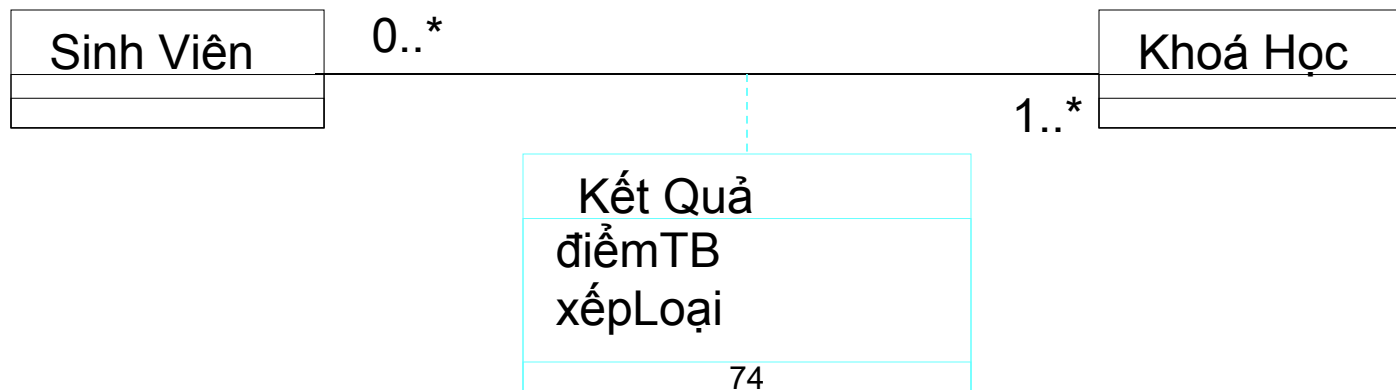 Sinh Viên
0..*
Khoá Học
1..*
Kết Quả
điểmTB
xếpLoại
74